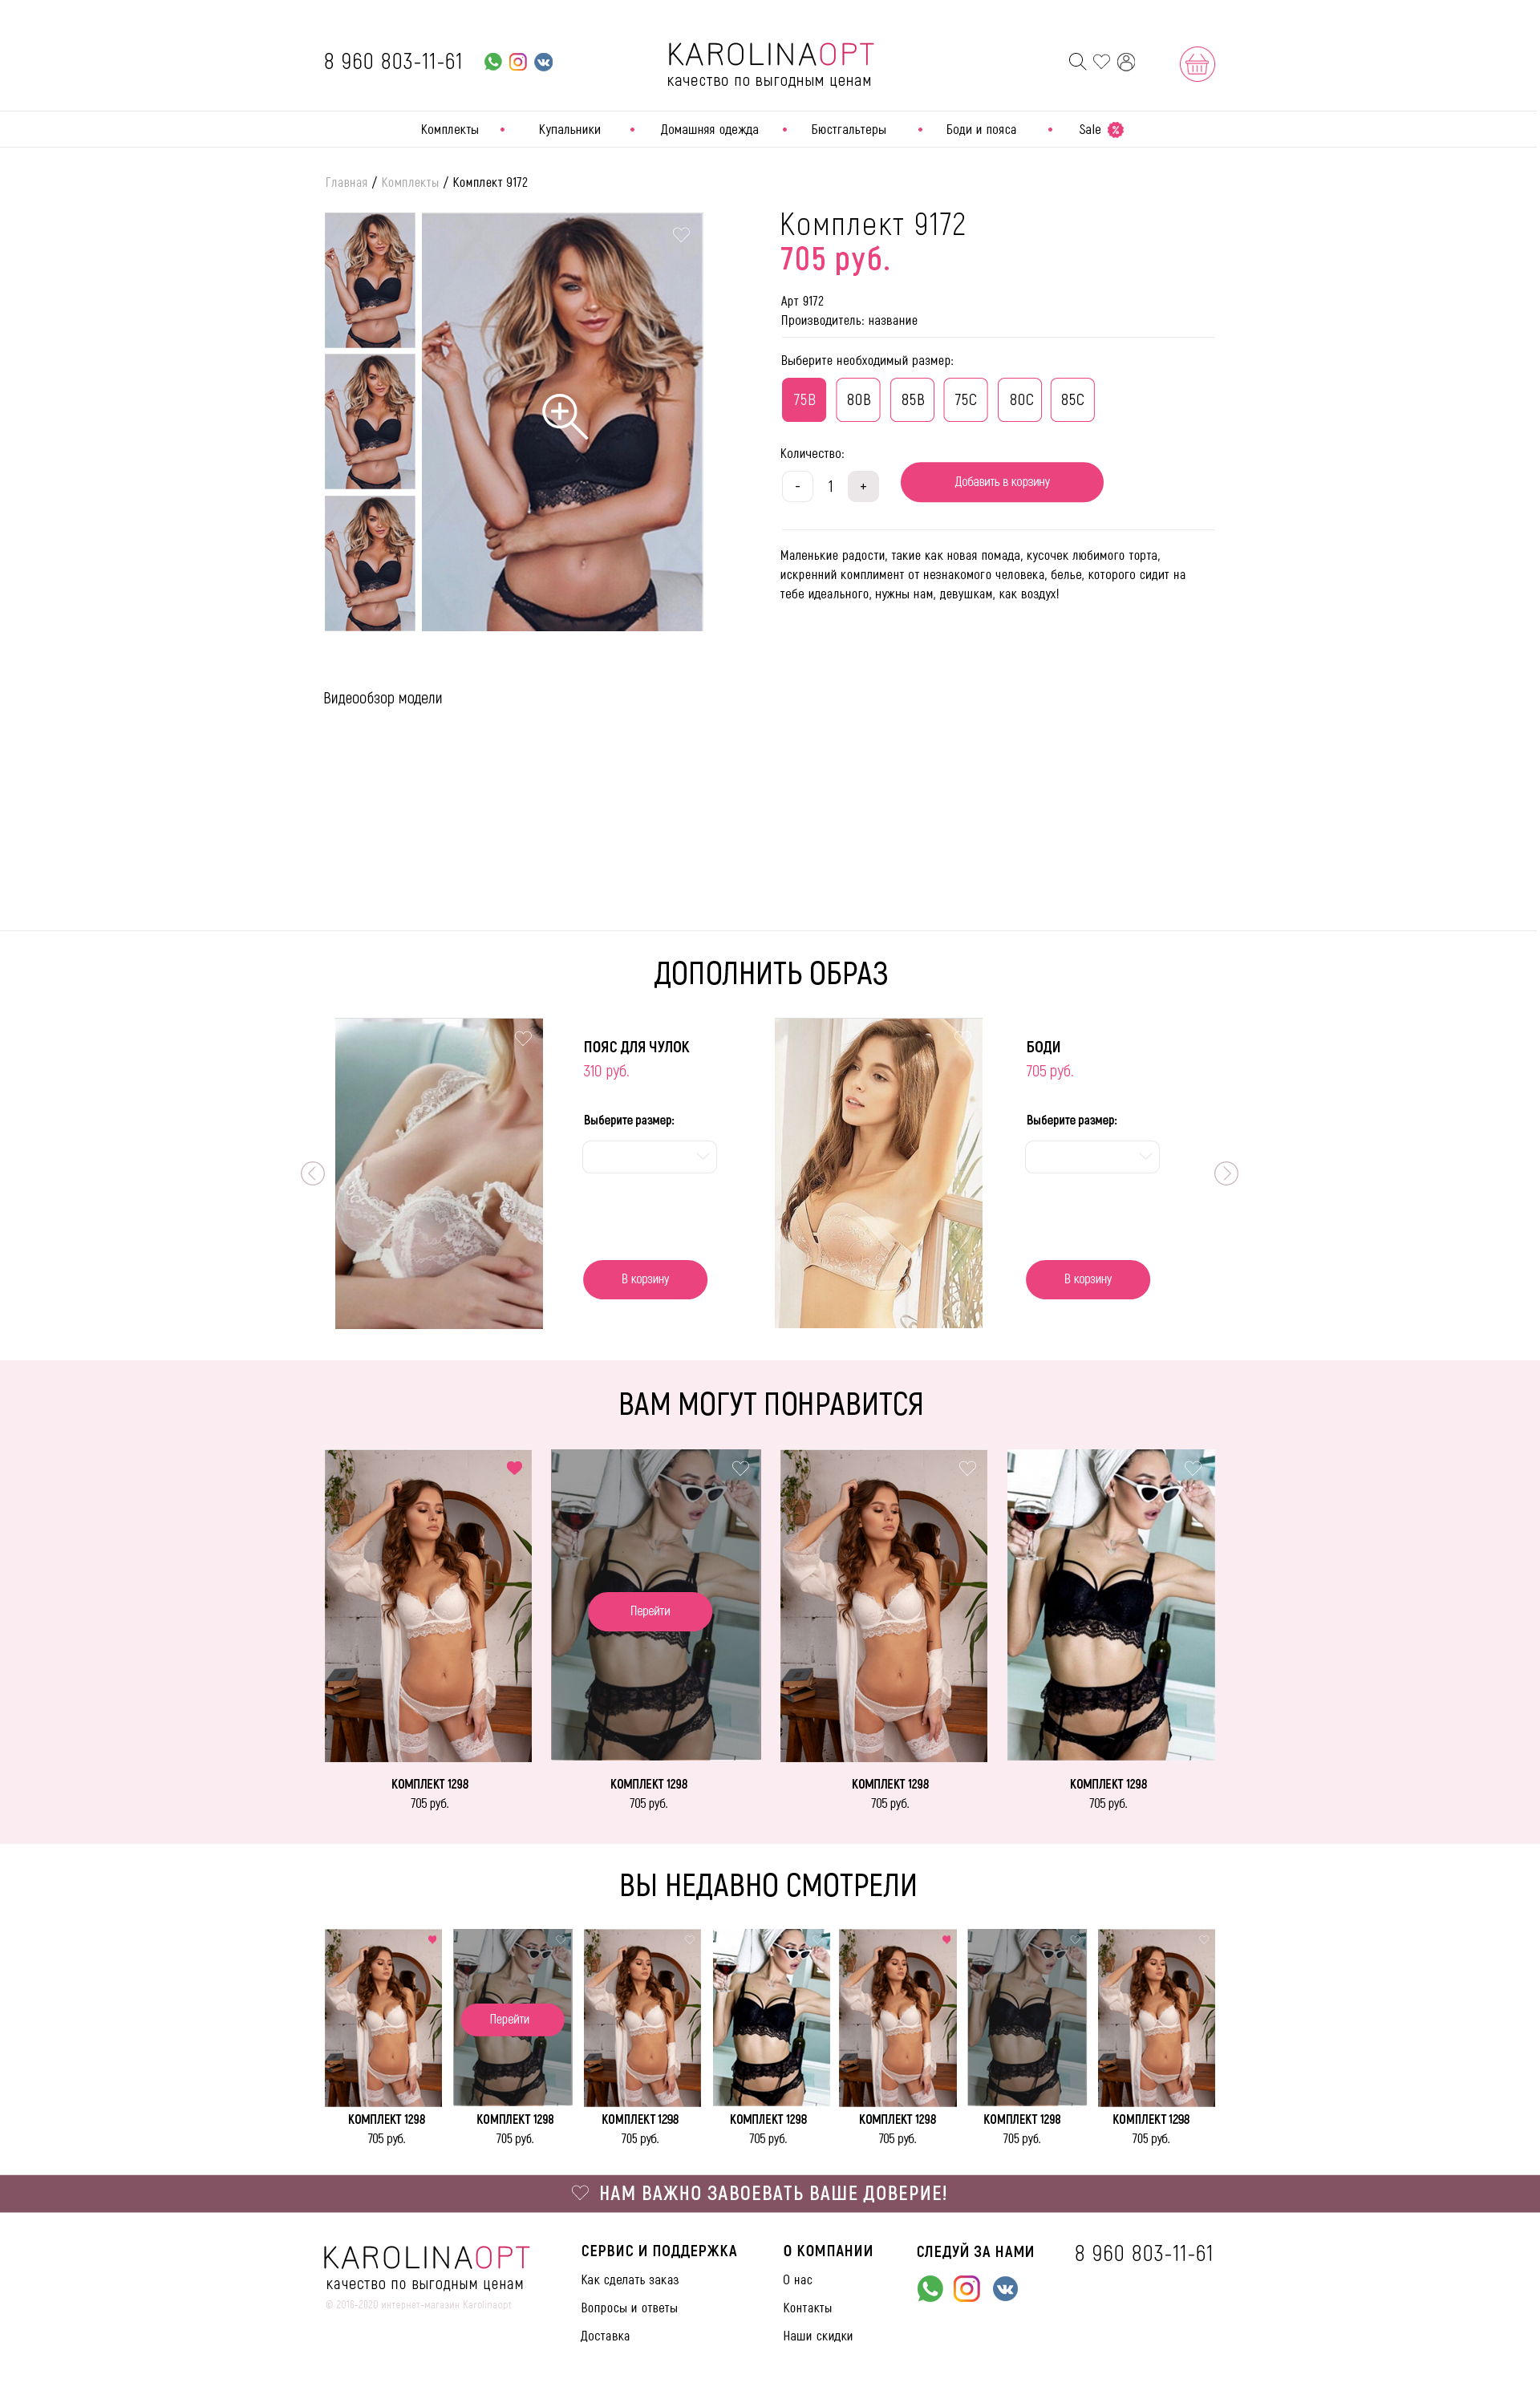 8 960 803-11-61
KAROLINAОПТ
качество по выгодным ценам
Комплекты • Купальники • Домашняя одежда • Бюстгальтеры • Боди и пояса • Sale %
Главная / Комплекты / Комплект 9172
Комплект 9172
705 руб.
Арт 9172
Производитель: название
Выберите необходимый размер:
75B 80B 85B 75C 80C 85C
Количество:
- 1 +
Добавить в корзину
Маленькие радости, такие как новая помада, кусочек любимого торта,
искренний комплимент от незнакомого человека, белье, которого сидит на
тебе идеального, нужны нам, девушкам, как воздух!
Видеообзор модели
ДОПОЛНИТЬ ОБРАЗ
ПОЯС ДЛЯ ЧУЛОК
310 руб.
Выберите размер:
В корзину
БОДИ
705 руб.
Выберите размер:
В корзину
ВАМ МОГУТ ПОНРАВИТСЯ
Перейти
КОМПЛЕКТ 1298 КОМПЛЕКТ 1298 КОМПЛЕКТ 1298 КОМПЛЕКТ 1298
705 руб. 705 руб. 705 руб. 705 руб.
ВЫ НЕДАВНО СМОТРЕЛИ
Перейти
КОМПЛЕКТ 1298 КОМПЛЕКТ 1298 КОМПЛЕКТ 1298 КОМПЛЕКТ 1298 КОМПЛЕКТ 1298 КОМПЛЕКТ 1298 КОМПЛЕКТ 1298
705 руб. 705 руб. 705 руб. 705 руб. 705 руб. 705 руб. 705 руб.
НАМ ВАЖНО ЗАВОЕВАТЬ ВАШЕ ДОВЕРИЕ!
KAROLINAОПТ
качество по выгодным ценам
© 2016-2020 интернет-магазин Karolinaopt
СЕРВИС И ПОДДЕРЖКА
Как сделать заказ
Вопросы и ответы
Доставка
О КОМПАНИИ
О нас
Контакты
Наши скидки
СЛЕДУЙ ЗА НАМИ
8 960 803-11-61